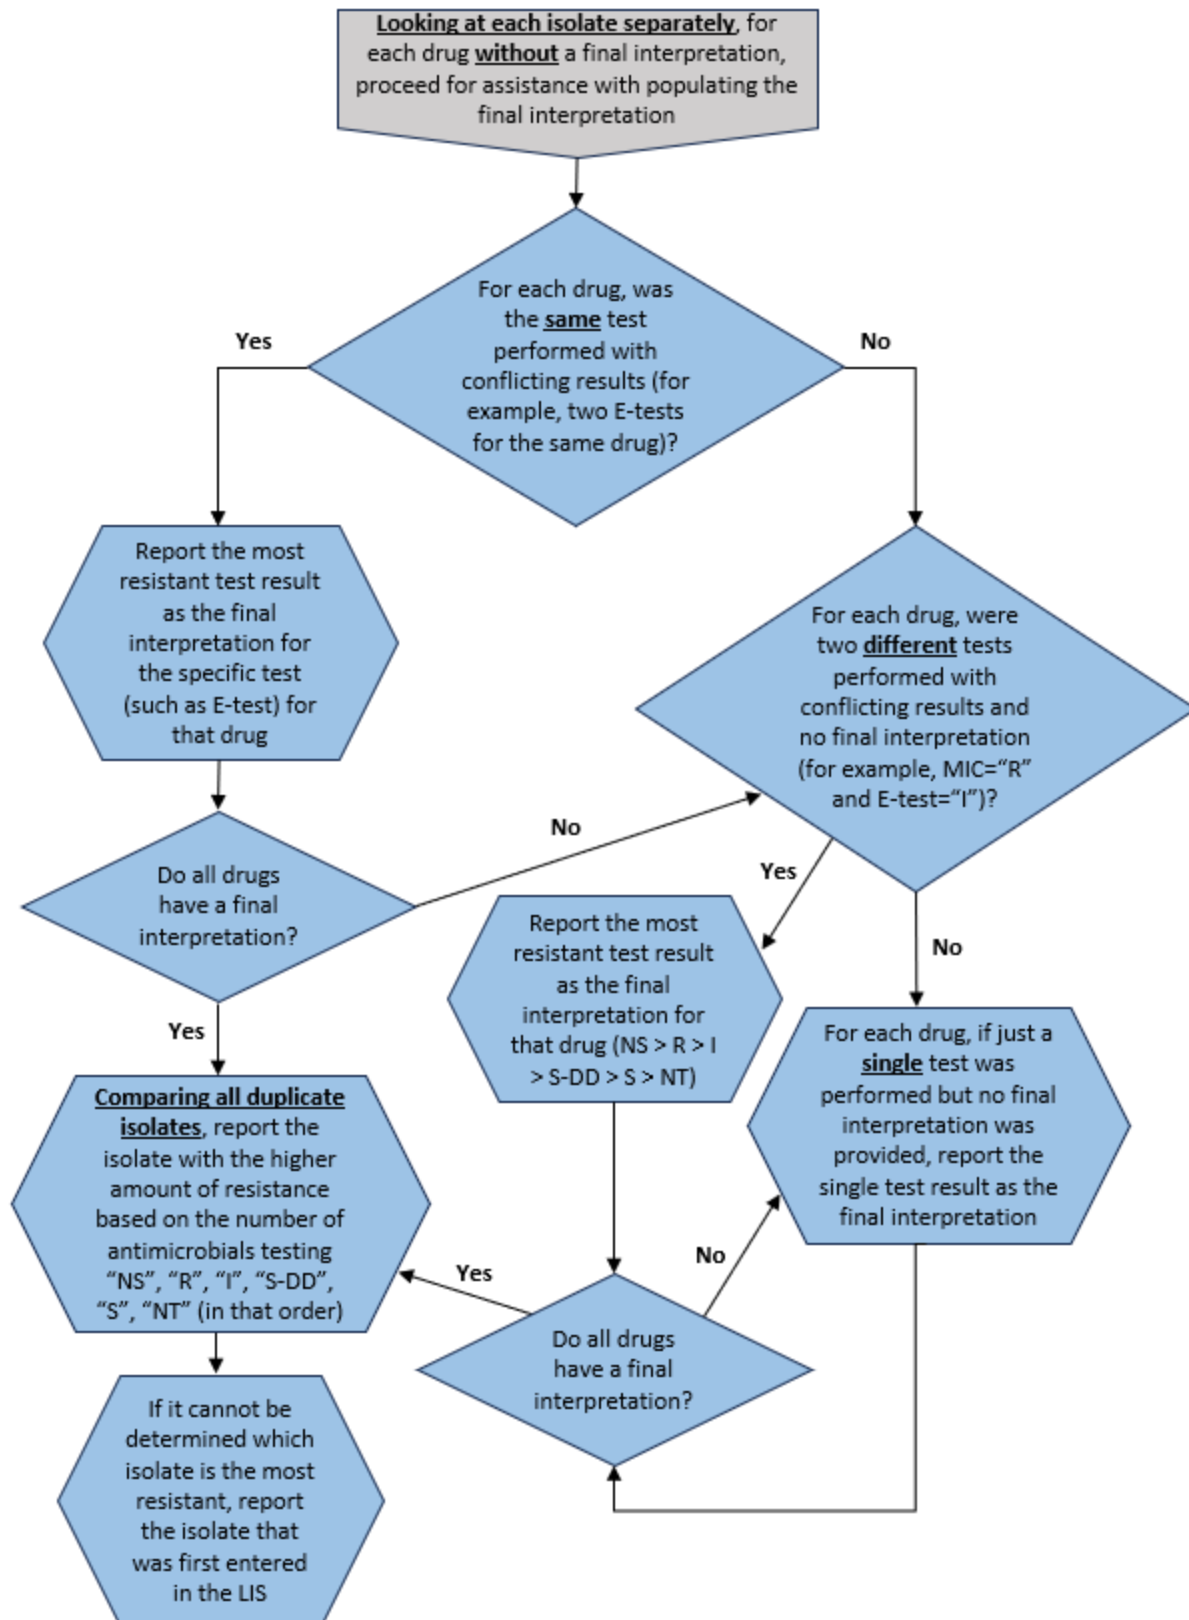 Looking at each isolate separately, for
each drug without a final interpretation,
proceed for assistance with populating the
final interpretation
For each drug, was
the same test
performed with
conflicting results (for
example, two E-tests
for the same drug)?
Yes
No
Report the most
resistant test result
as the final
interpretation for
the specific test
(such as E-test) for
that drug
For each drug, were
two different tests
performed with
conflicting results and
no final interpretation
(for example, MIC=“R”
and E-test=“I”)?
Do all drugs
have a final
interpretation?
No
Yes
Yes
No
Report the most
resistant test result
as the final
interpretation for
that drug (NS > R > I
> S-DD > S > NT)
For each drug, if just a
single test was
performed but no final
interpretation was
provided, report the
single test result as the
final interpretation
Comparing all duplicate
isolates, report the
isolate with the higher
amount of resistance
based on the number of
antimicrobials testing
“NS”, “R”, “I”, “S-DD”,
“S”, “NT” (in that order)
Yes
No
Do all drugs
have a final
interpretation?
If it cannot be
determined which
isolate is the most
resistant, report
the isolate that
was first entered
in the LIS